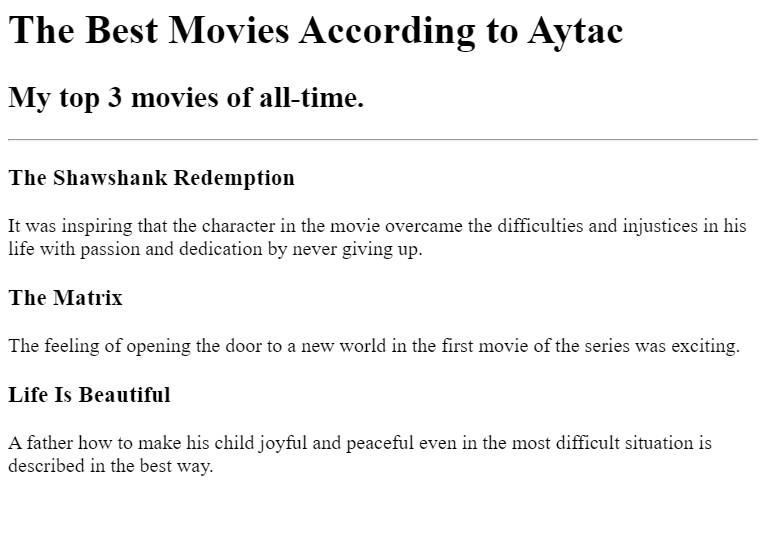 The Best Movies According to Aytac
My top 3 movies of all-time.
The Shawshank Redemption
It was inspiring that the character in the movie overcame the difficulties and injustices in his
life with passion and dedication by never giving up.
The Matrix
The feeling of opening the door to a new world in the first movie of the series was exciting.
Life Is Beautiful
A father how to make his child joyful and peaceful even in the most difficult situation is
described in the best way.